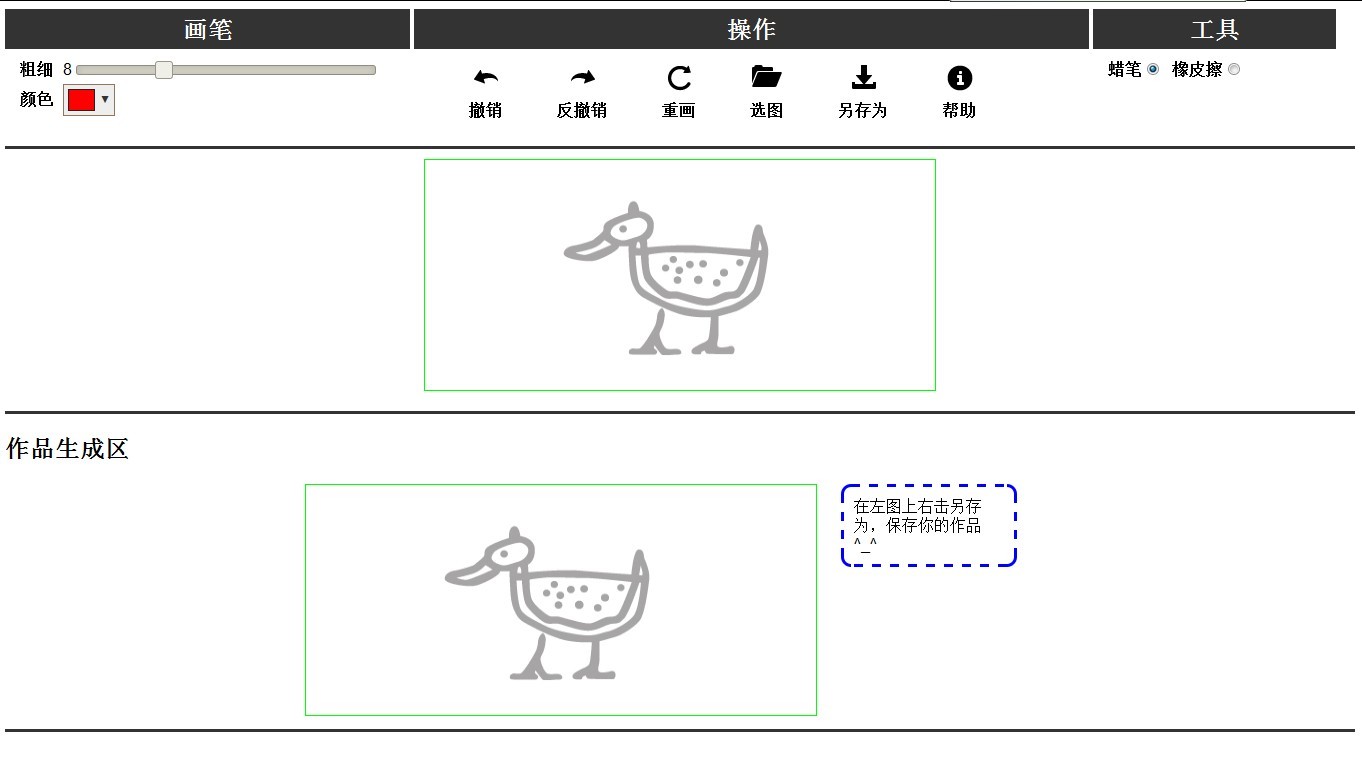 画笔
操作
工具
粗细 8
颜色
撤销
反撤销
重画
选图
另存为
帮助
蜡笔
橡皮擦
作品生成区
在左图上右击另存
为，保存你的作品
^_^